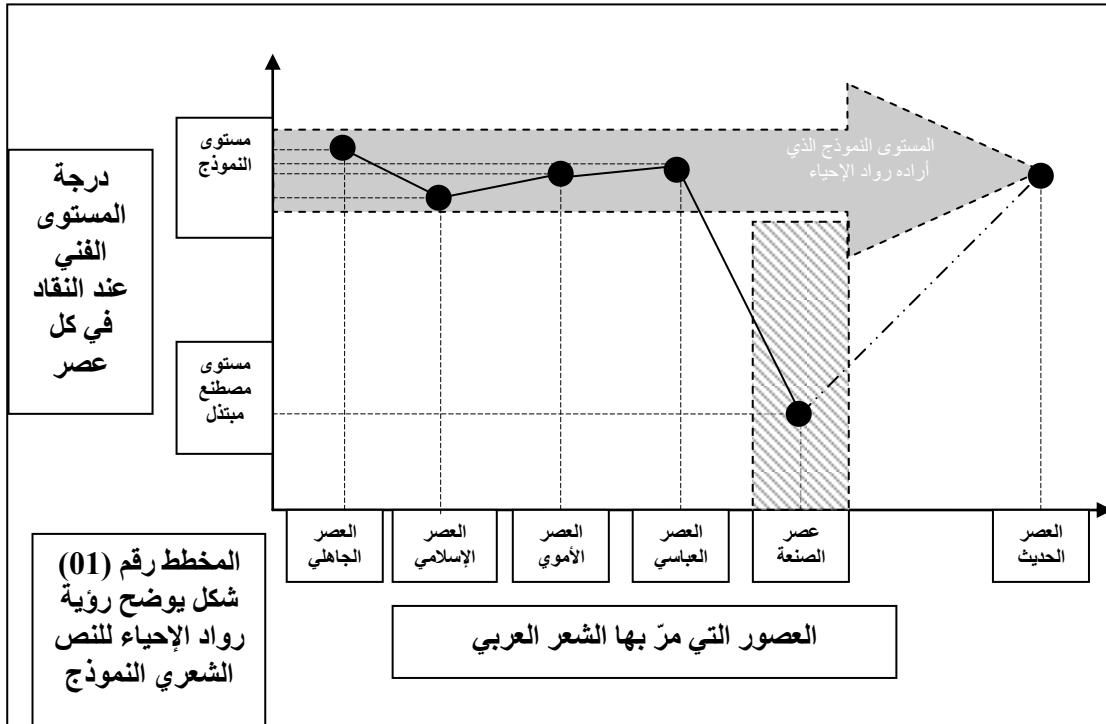 مستوى
النموذج
المستوى النموذج الذي
أراده رواد الإحياء
درجة
المستوى
الفني
عند النقاد
في كل
عصر
مستوى
مصطنع
مبتذل
العصر
الجاهلي
العصر
الإسلامي
العصر
الأموي
العصر
العباسي
عصر
الصنعة
العصر
الحديث
المخطط رقم (01)
شكل يوضح رؤية
رواد الإحياء للنص
الشعري النموذج
العصور التي مرّ بها الشعر العربي